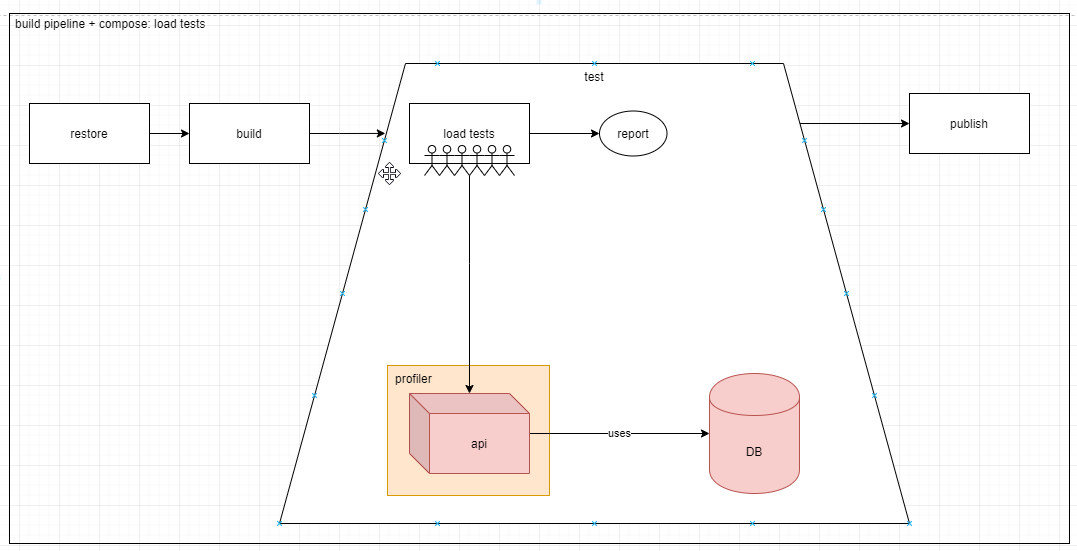 build pipeline + compose: load tests
test
restore
build
load tests
report
publish
profiler
api
uses
DB